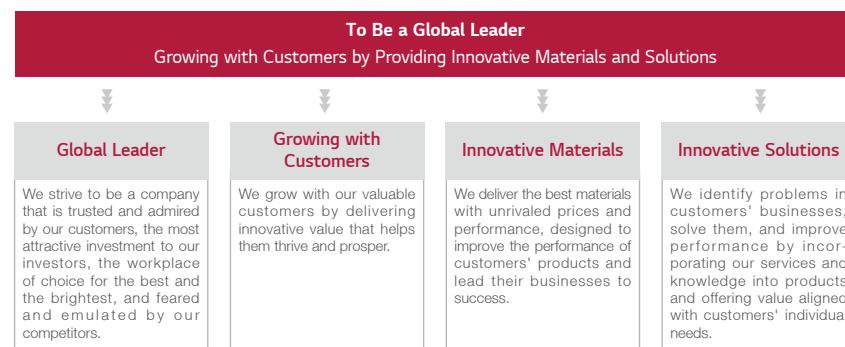 To Be a Global Leader
Growing with Customers by Providing Innovative Materials and Solutions
Global Leader
We strive to be a company
that is trusted and admired
by our customers, the most
attractive investment to our
investors, the workplace
of choice for the best and
the brightest, and feared
and emulated by our
competitors.
Growing with
Customers
We grow with our valuable
customers by delivering
innovative value that helps
them thrive and prosper.
Innovative Materials
We deliver the best materials
with unrivaled prices and
performance, designed to
improve the performance of
customers' products and
lead their businesses to
success.
Innovative Solutions
We identify problems in
customers' businesses,
solve them, and improve
performance by incor-
porating our services and
knowledge into products
and offering value aligned
with customers' individual
needs.